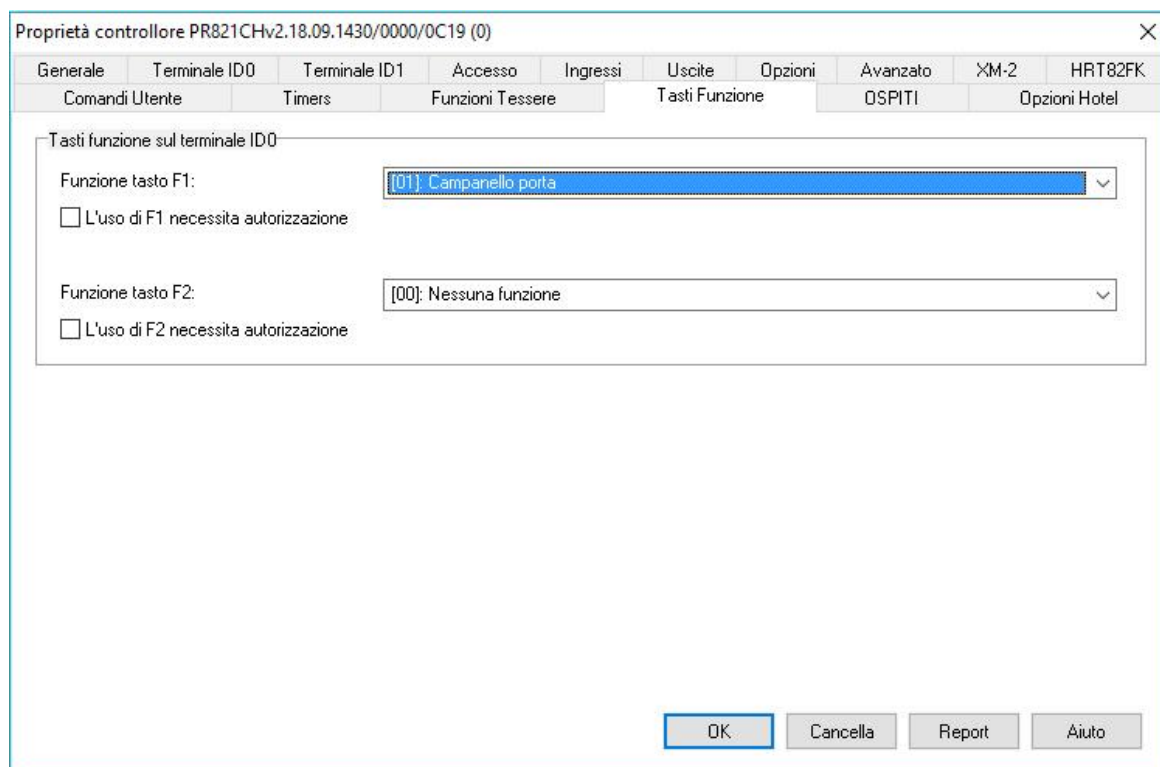 Proprietà controllore PR821CHv2.18.09.1430/0000/0C19 (0)
Generale Terminale ID0 Terminale ID1 Accesso Ingressi Uscite Opzioni Avanzato XM-2 HRT82FK
Comandi Utente Timers Funzioni Tessere Tasti Funzione OSPITI Opzioni Hotel
Tasti funzione sul terminale ID0
Funzione tasto F1: [01]: Campanello porta
L'uso di F1 necessita autorizzazione
Funzione tasto F2: [00]: Nessuna funzione
L'uso di F2 necessita autorizzazione
OK Cancella Report Aiuto